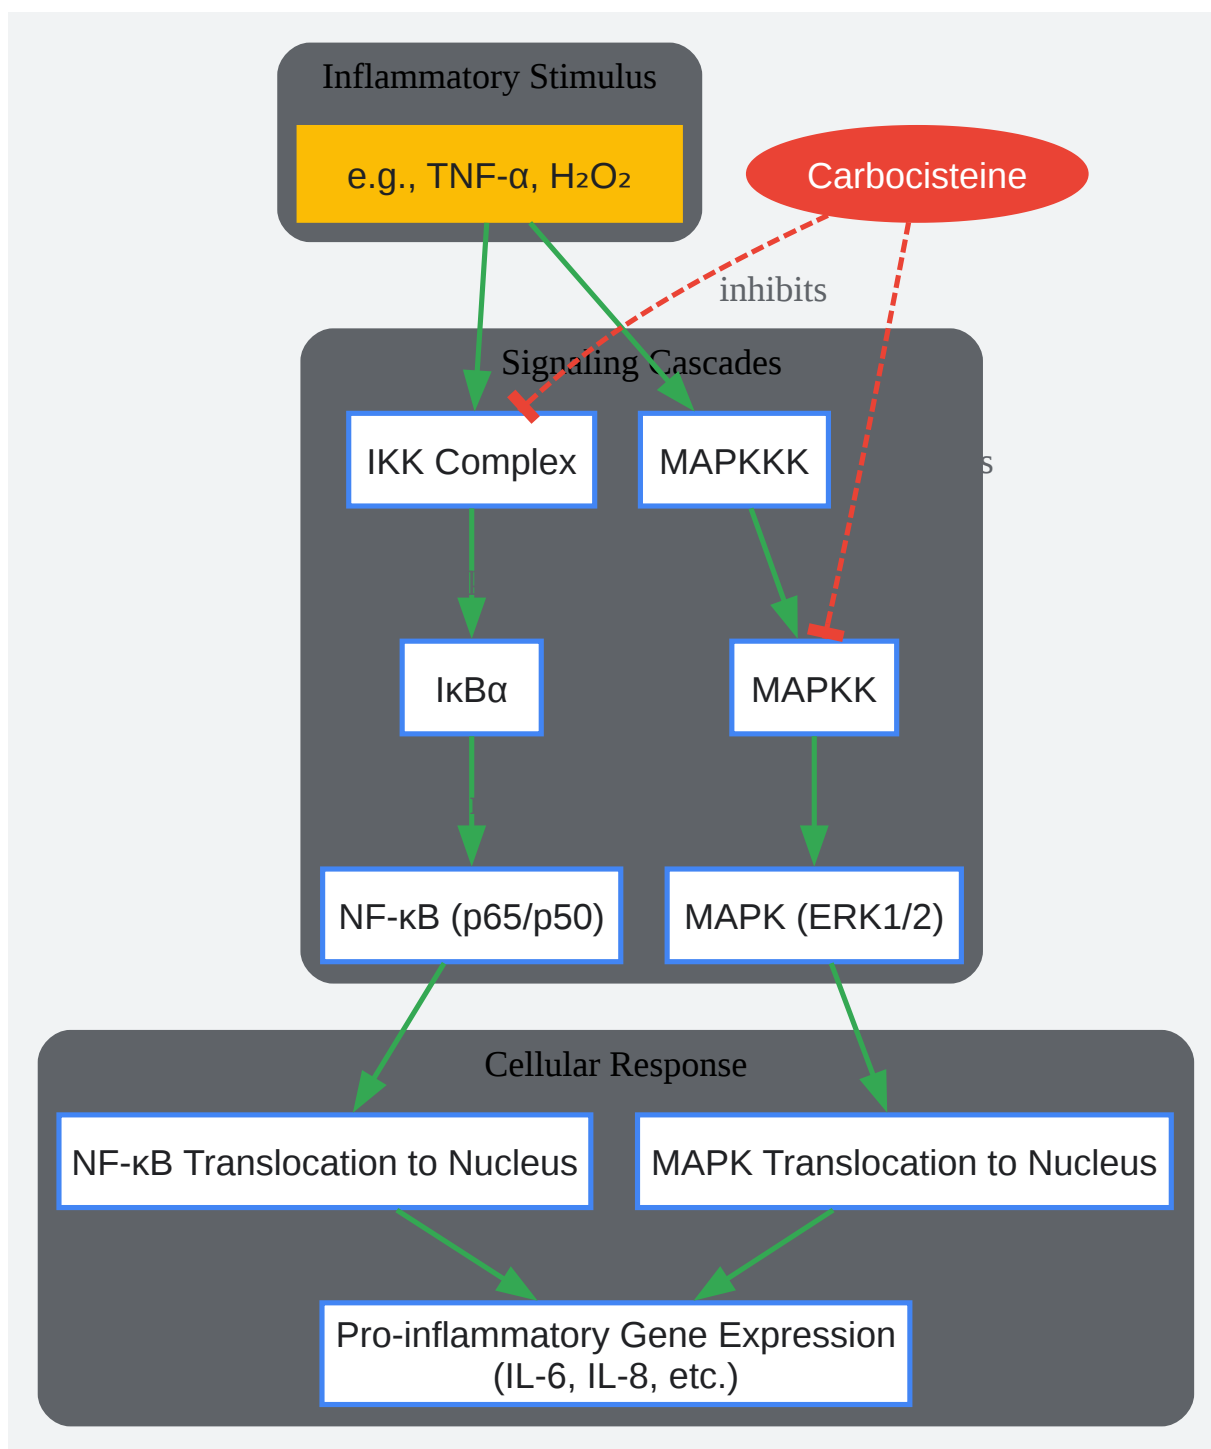 Inflammatory Stimulus
e.g., TNF-α, H₂O₂
Carbocisteine
inhibits
Signaling Cascades
IKK Complex
MAPKKK
s
IκBα
MAPKK
NF-κB (p65/p50)
MAPK (ERK1/2)
Cellular Response
NF-κB Translocation to Nucleus
MAPK Translocation to Nucleus
Pro-inflammatory Gene Expression
(IL-6, IL-8, etc.)